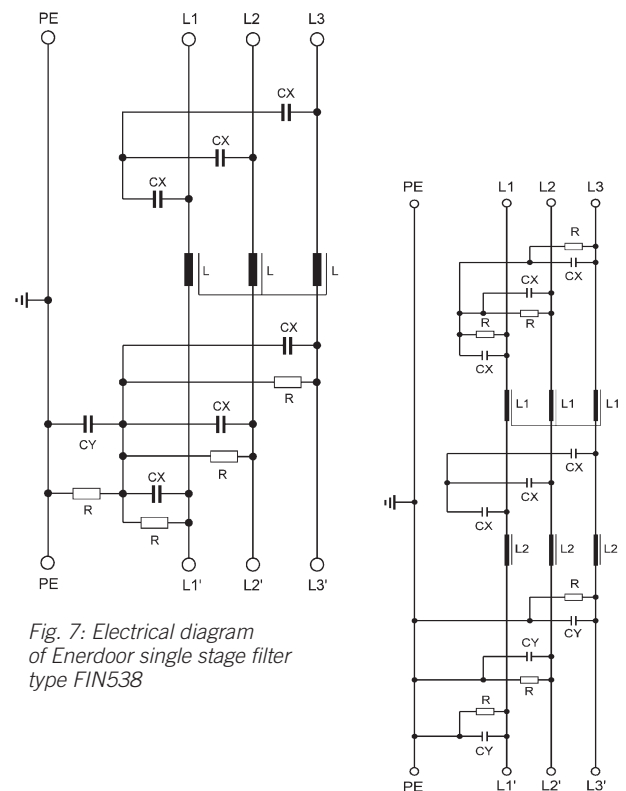 PE L1 L2 L3
CX
CX
CX
L L L
CX
R
CX
CY
R
CX
R
R
PE L1' L2' L3'
Fig. 7: Electrical diagram
of Enerdoor single stage filter
type FIN538
PE L1 L2 L3
R
CX
CX
R
R
CX
L1 L1 L1
CX
CX
CX
L2 L2 L2
R
CY
CY
R
R
CY
PE L1' L2' L3'